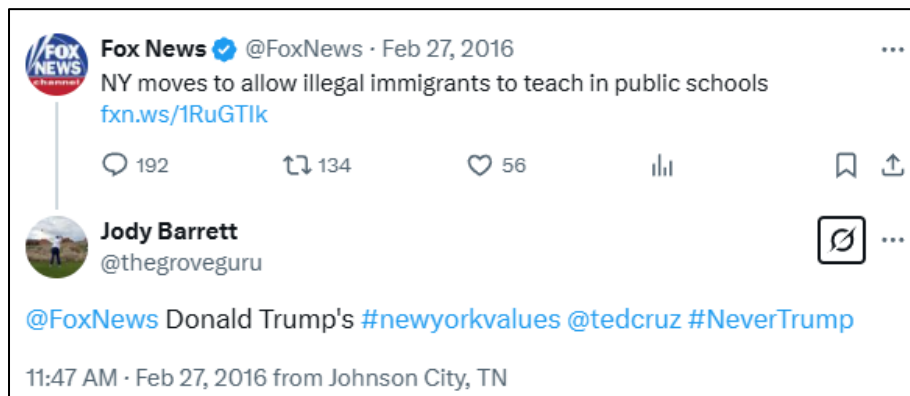 FOX
NEWS
channel
Fox News @FoxNews · Feb 27, 2016
NY moves to allow illegal immigrants to teach in public schools
fxn.ws/1RuGTIk
192 134 56
Jody Barrett
@thegroveguru
@FoxNews Donald Trump's #newyorkvalues @tedcruz #NeverTrump
11:47 AM · Feb 27, 2016 from Johnson City, TN